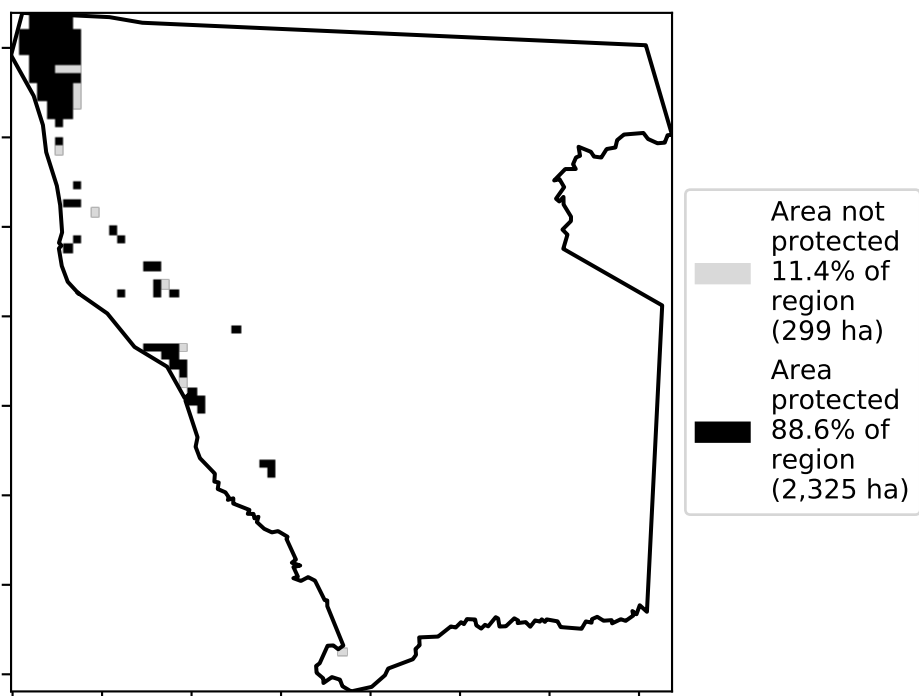 Area not
protected
11.4% of
region
(299 ha)
Area
protected
88.6% of
region
(2,325 ha)